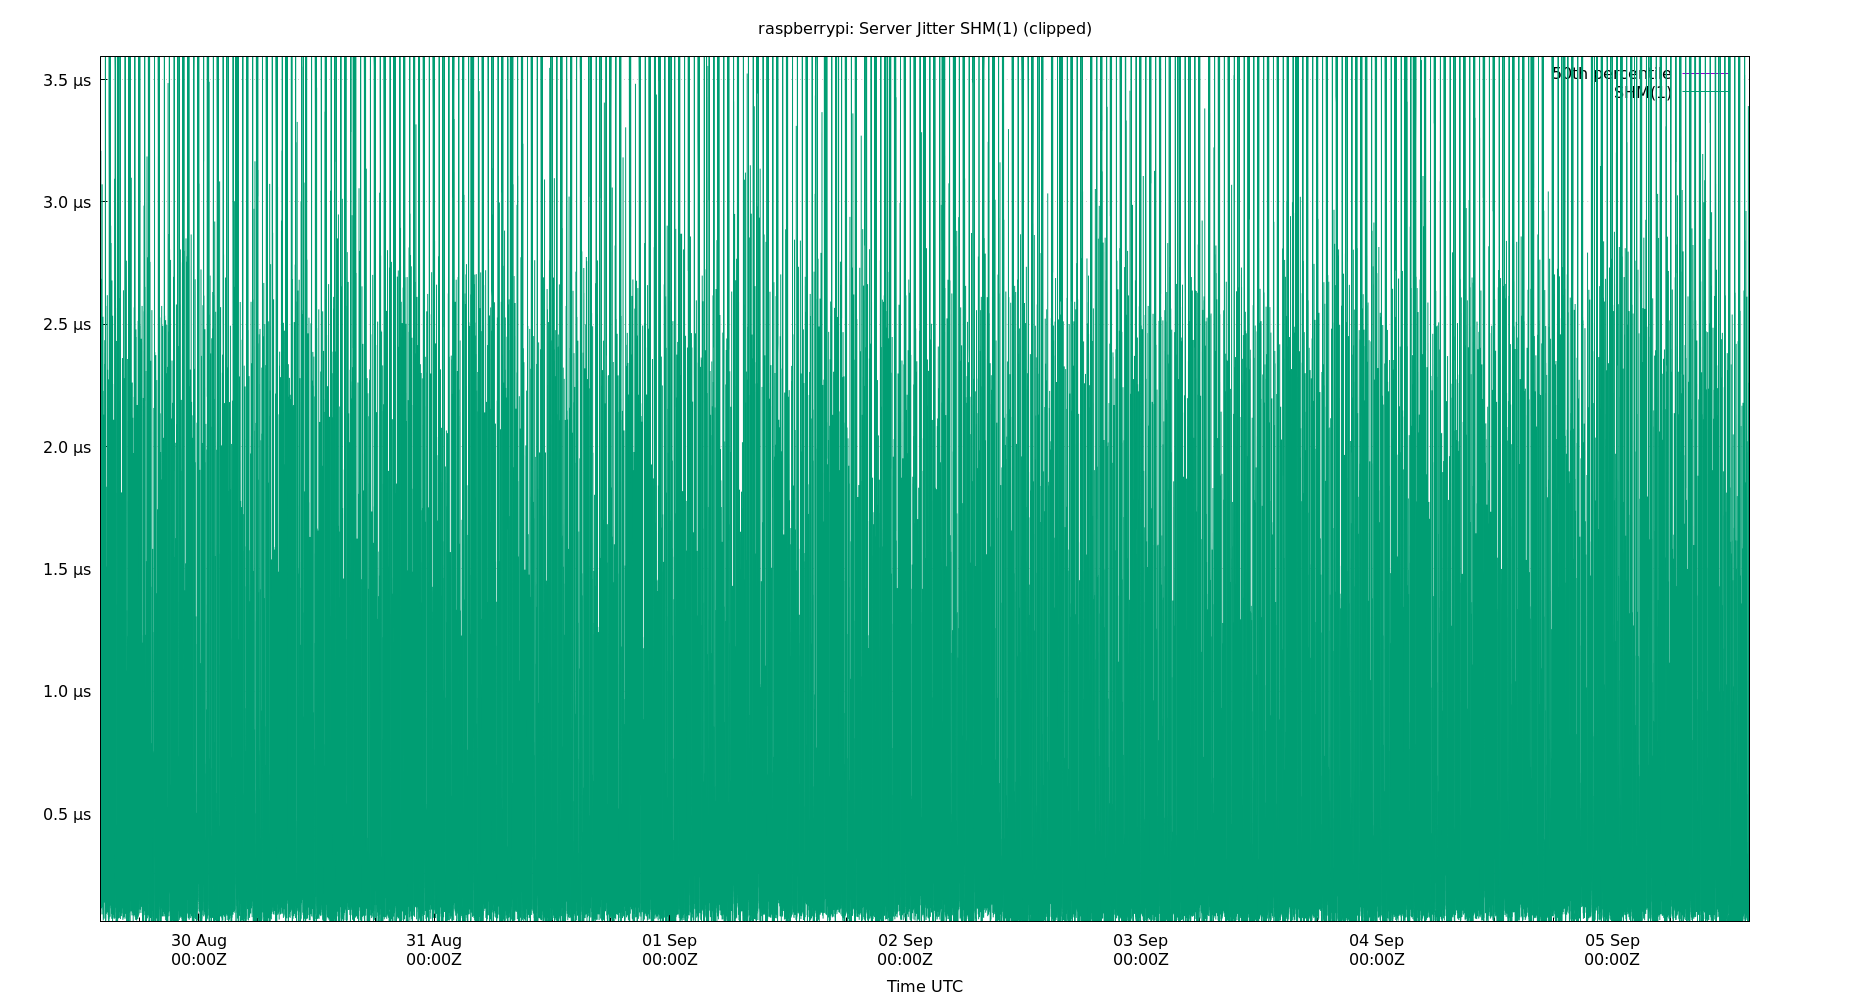 raspberrypi: Server Jitter SHM(1) (clipped)
50th percentile
SHM(1)
3.5 µs
3.0 µs
2.5 µs
2.0 µs
1.5 µs
1.0 µs
0.5 µs
30 Aug 31 Aug 01 Sep 02 Sep 03 Sep 04 Sep 05 Sep
00:00Z 00:00Z 00:00Z 00:00Z 00:00Z 00:00Z 00:00Z
Time UTC